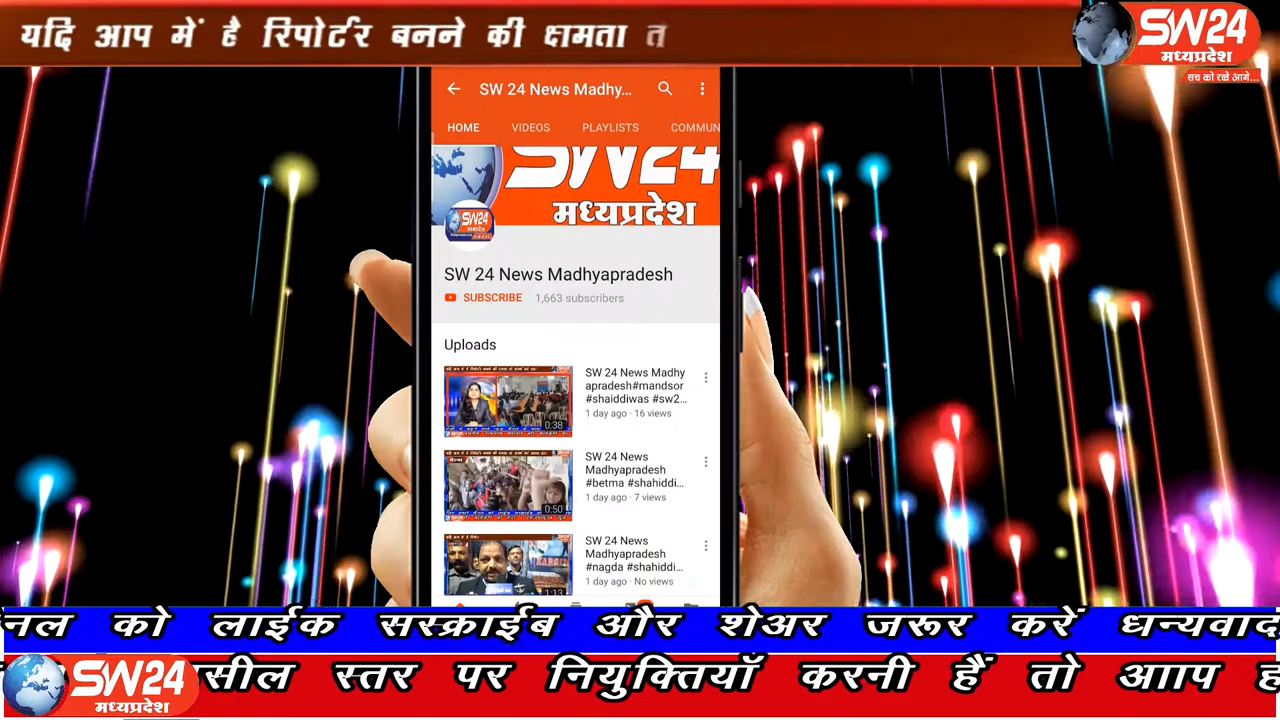 यदि आप में है रिपोर्टर बनने की क्षमता त
SW24
मध्यप्रदेश
सच को रखे आगे...
SW 24 News Madhy...
HOME VIDEOS PLAYLISTS COMMUN
SW24
मध्यप्रदेश
SW24
SW 24 News Madhyapradesh
SUBSCRIBE 1,663 subscribers
Uploads
SW 24 News Madhy
apradesh#mandsor
#shaiddiwas #sw2...
1 day ago · 16 views
0:38
SW 24 News
Madhyapradesh
#betma #shahiddi...
1 day ago · 7 views
0:50
SW 24 News
Madhyapradesh
#nagda #shahiddi...
1 day ago · No views
1:13
नल को लाईक सस्क्राईब और शेअर जरूर करें धन्यवाद
SW24
मध्यप्रदेश
सील स्तर पर नियुक्तियाँ करनी हैं तो आाप ह